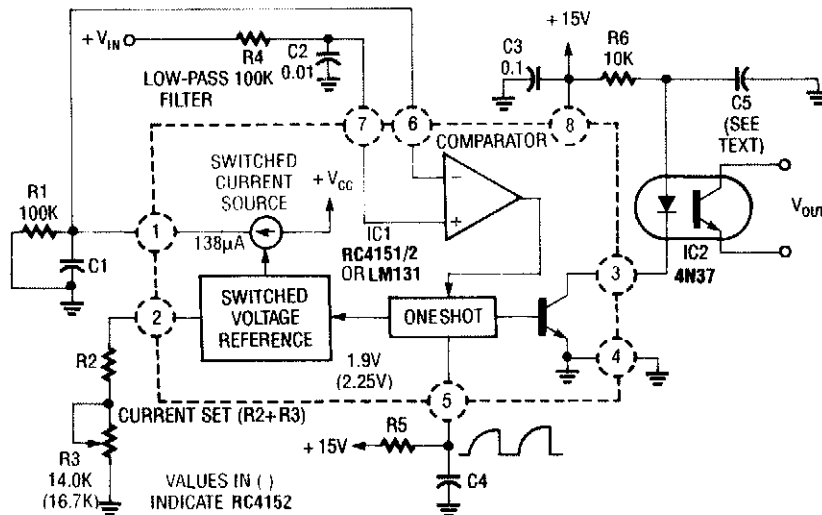 + V_IN
R4
100K
LOW-PASS
FILTER
C2
0.01
C3
0.1
+ 15V
R6
10K
C5
(SEE
TEXT)
7
6
8
COMPARATOR
SWITCHED
CURRENT
SOURCE
+ V_CC
R1
100K
1
138µA
C1
IC1
RC4151/2
OR LM131
−
+
V_OUT
IC2
4N37
3
2
SWITCHED
VOLTAGE
REFERENCE
ONESHOT
4
R2
1.9V
(2.25V)
5
CURRENT SET (R2+R3)
R3
14.0K
(16.7K)
+ 15V
R5
C4
VALUES IN ( )
INDICATE RC4152